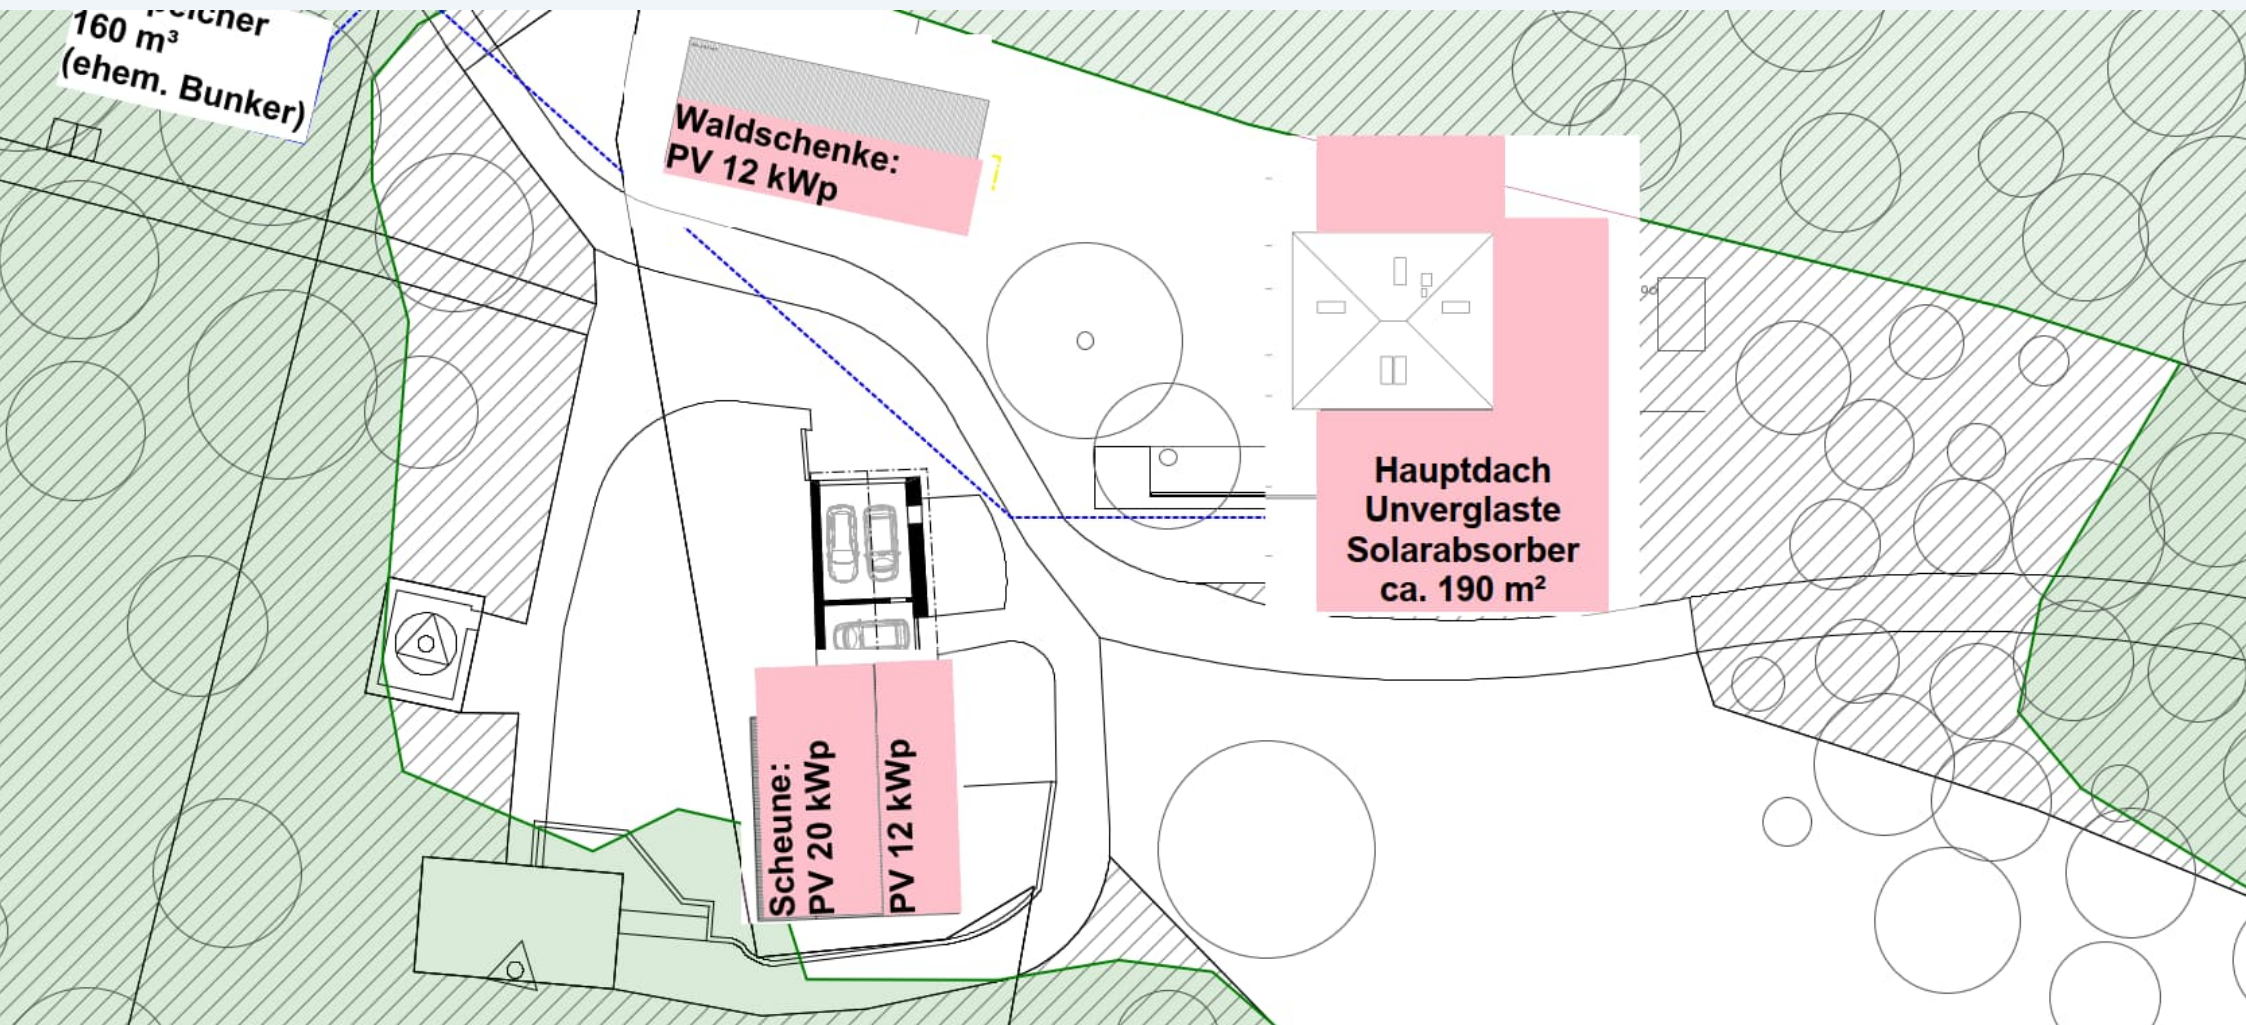 160 m³
(ehem. Bunker)
Waldschenke:
PV 12 kWp
Hauptdach
Unverglaste
Solarabsorber
ca. 190 m²
Scheune:
PV 20 kWp
PV 12 kWp